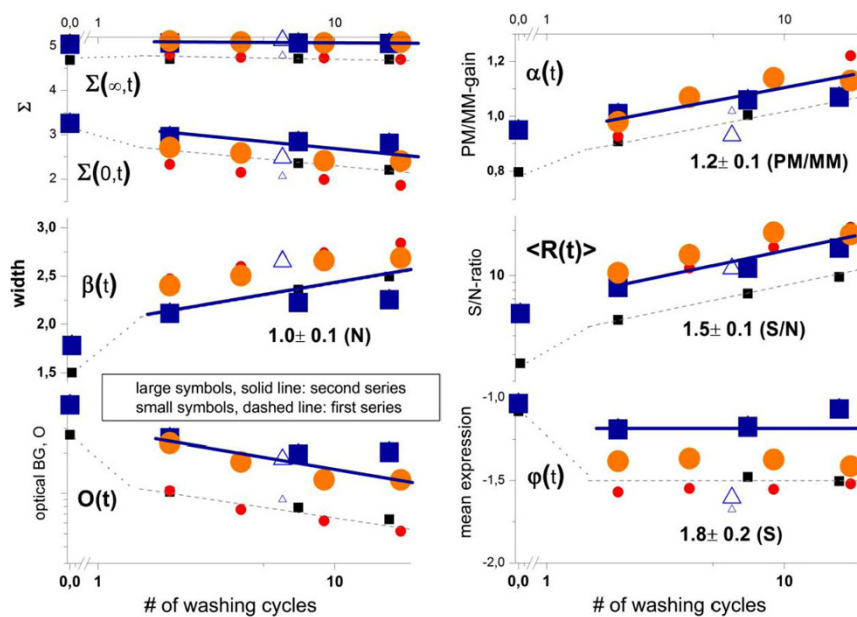 0,0 1 10
5
4
3
2
Σ
Σ(∞,t)
Σ(0,t)
3,0
2,5
2,0
1,5
width
β(t)
1.0± 0.1 (N)
large symbols, solid line: second series
small symbols, dashed line: first series
optical BG, O
O(t)
0,0 1 10
# of washing cycles
0,0 1 10
1,2
1,0
0,8
PM/MM-gain
α(t)
1.2± 0.1 (PM/MM)
<R(t)>
10
S/N-ratio
1.5± 0.1 (S/N)
-1,0
-1,5
-2,0
mean expression
φ(t)
1.8± 0.2 (S)
0,0 1 10
# of washing cycles